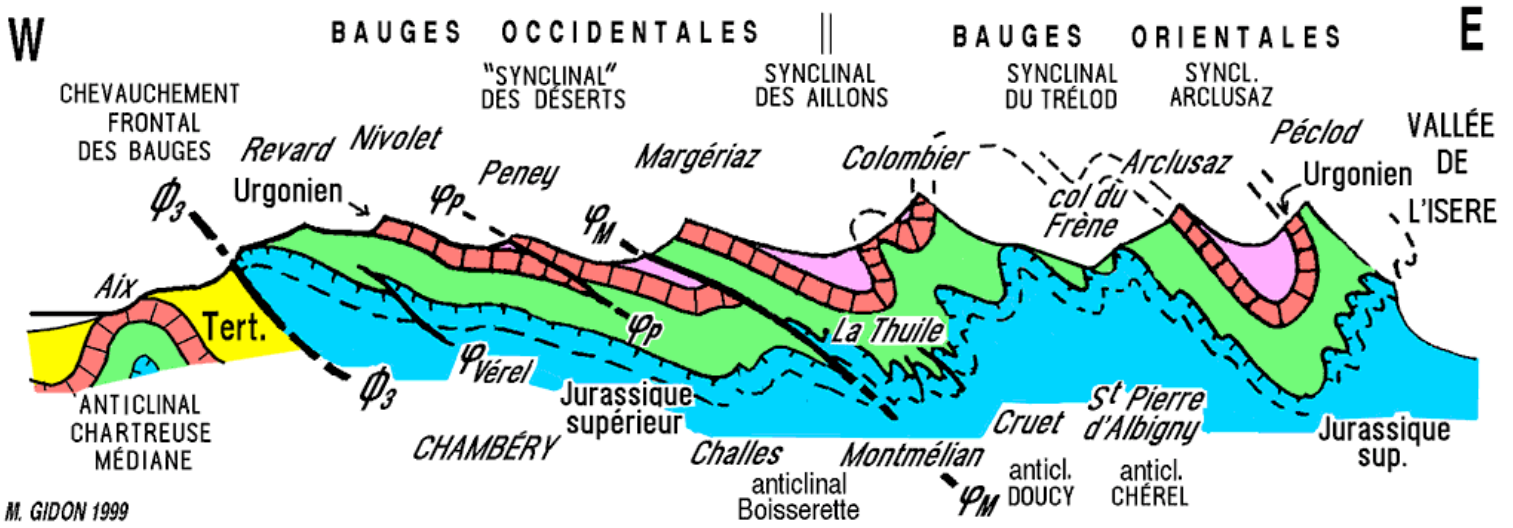 W
BAUGES OCCIDENTALES || BAUGES ORIENTALES
E
CHEVAUCHEMENT
FRONTAL
DES BAUGES
"SYNCLINAL"
DES DÉSERTS
SYNCLINAL
DES AILLONS
SYNCLINAL
DU TRÉLOD
SYNCL.
ARCLUSAZ
VALLÉE
DE
L'ISERE
Revard
Nivolet
Peney
Margériaz
Colombier
col du
Frêne
Arclusaz
Péclod
Urgonien
Urgonien
ϕ3
φP
φM
Aix
Tert.
φP
La Thuile
φVérel
ϕ3
Jurassique
supérieur
ANTICLINAL
CHARTREUSE
MÉDIANE
CHAMBÉRY
Challes
anticlinal
Boisserette
Montmélian
φM
Cruet
anticl.
DOUCY
St Pierre
d'Albigny
anticl.
CHÉREL
Jurassique
sup.
M. GIDON 1999